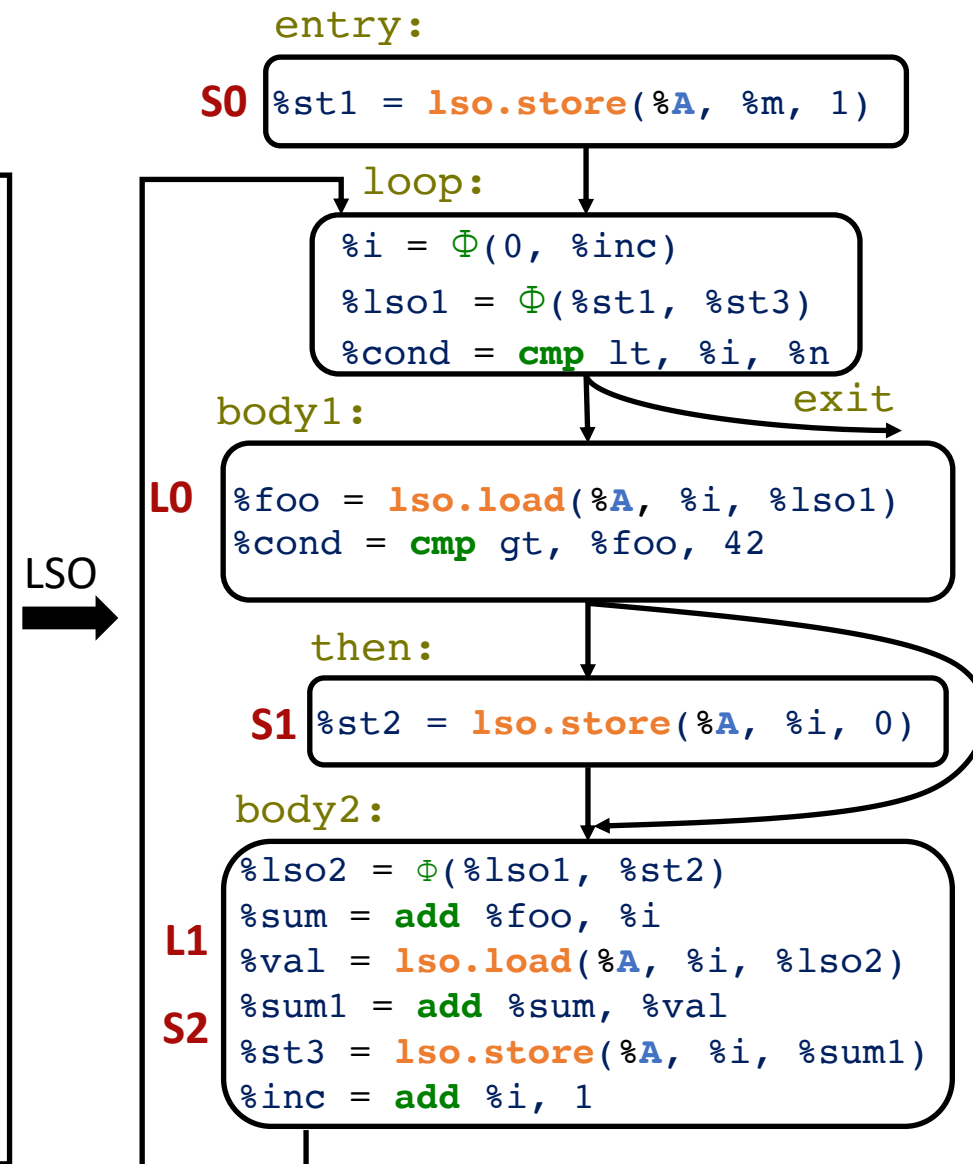 entry:
S0 %st1 = lso.store(%A, %m, 1)
loop:
%i = Φ(0, %inc)
%lso1 = Φ(%st1, %st3)
%cond = cmp lt, %i, %n
exit
body1:
L0 %foo = lso.load(%A, %i, %lso1)
%cond = cmp gt, %foo, 42
LSO
then:
S1 %st2 = lso.store(%A, %i, 0)
body2:
%lso2 = Φ(%lso1, %st2)
%sum = add %foo, %i
L1 %val = lso.load(%A, %i, %lso2)
%sum1 = add %sum, %val
S2 %st3 = lso.store(%A, %i, %sum1)
%inc = add %i, 1